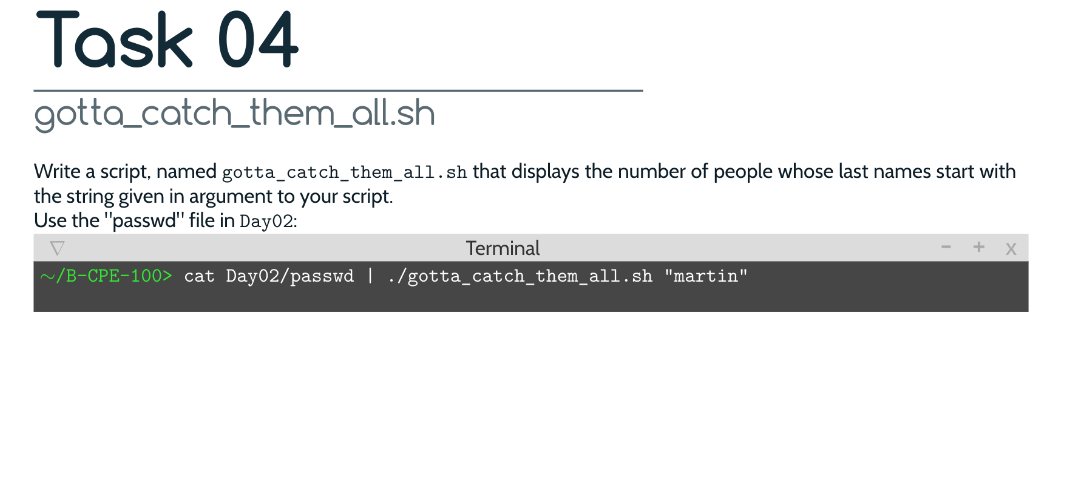 Task 04
gotta_catch_them_all.sh
Write a script, named gotta_catch_them_all.sh that displays the number of people whose last names start with
the string given in argument to your script.
Use the "passwd" file in Day02:
▽ Terminal – + x
~/B-CPE-100> cat Day02/passwd | ./gotta_catch_them_all.sh "martin"